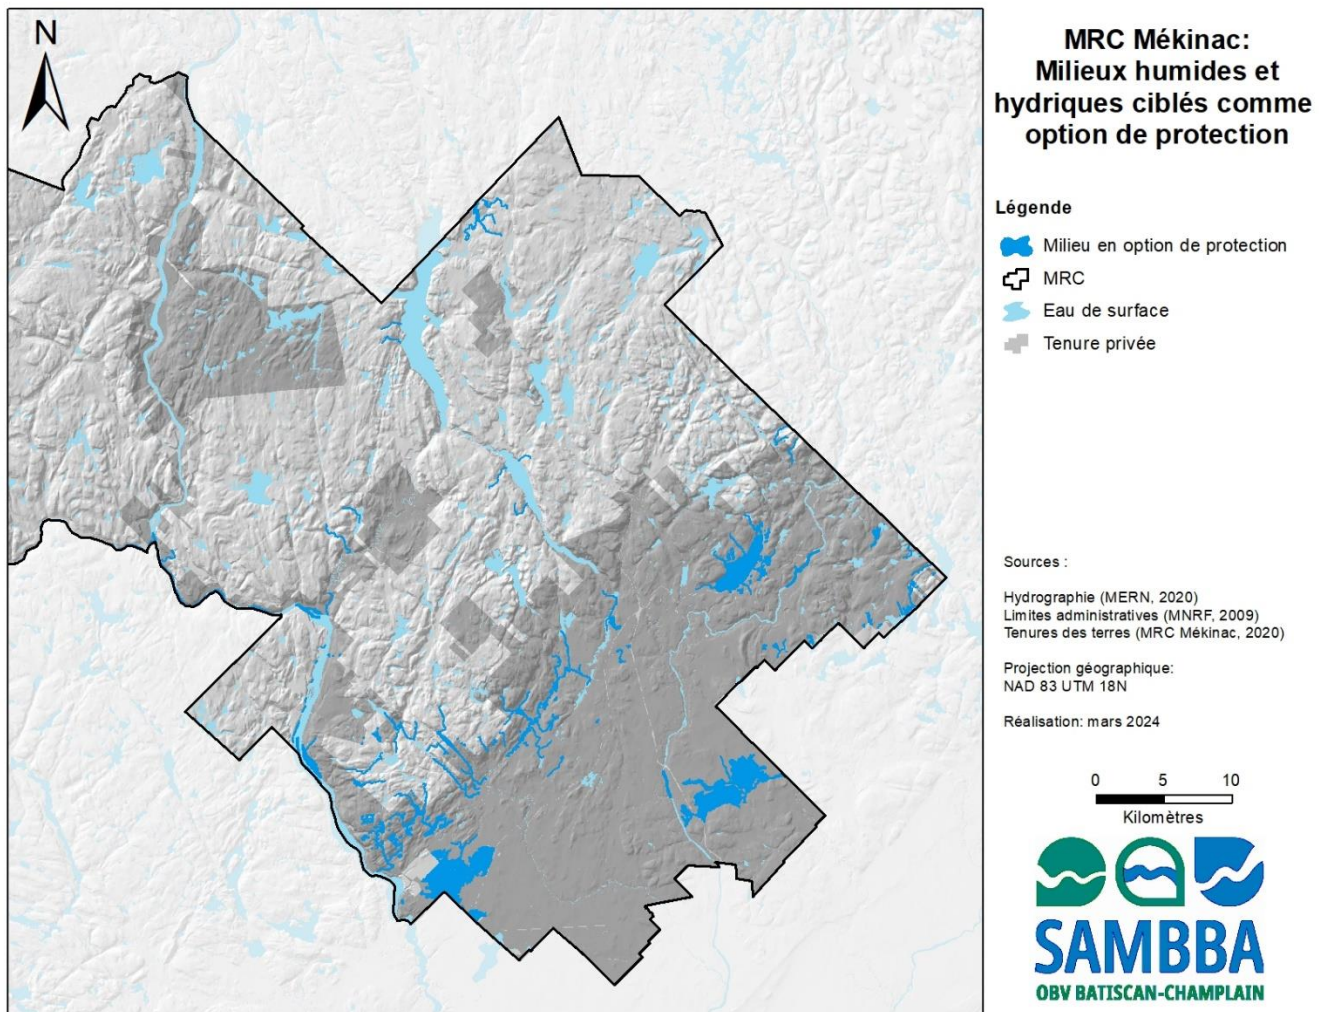 N
MRC Mékinac:
Milieux humides et
hydriques ciblés comme
option de protection
Légende
Milieu en option de protection
MRC
Eau de surface
Tenure privée
Sources :
Hydrographie (MERN, 2020)
Limites administratives (MNRF, 2009)
Tenures des terres (MRC Mékinac, 2020)
Projection géographique:
NAD 83 UTM 18N
Réalisation: mars 2024
0 5 10
Kilomètres
SAMBBA
OBV BATISCAN-CHAMPLAIN